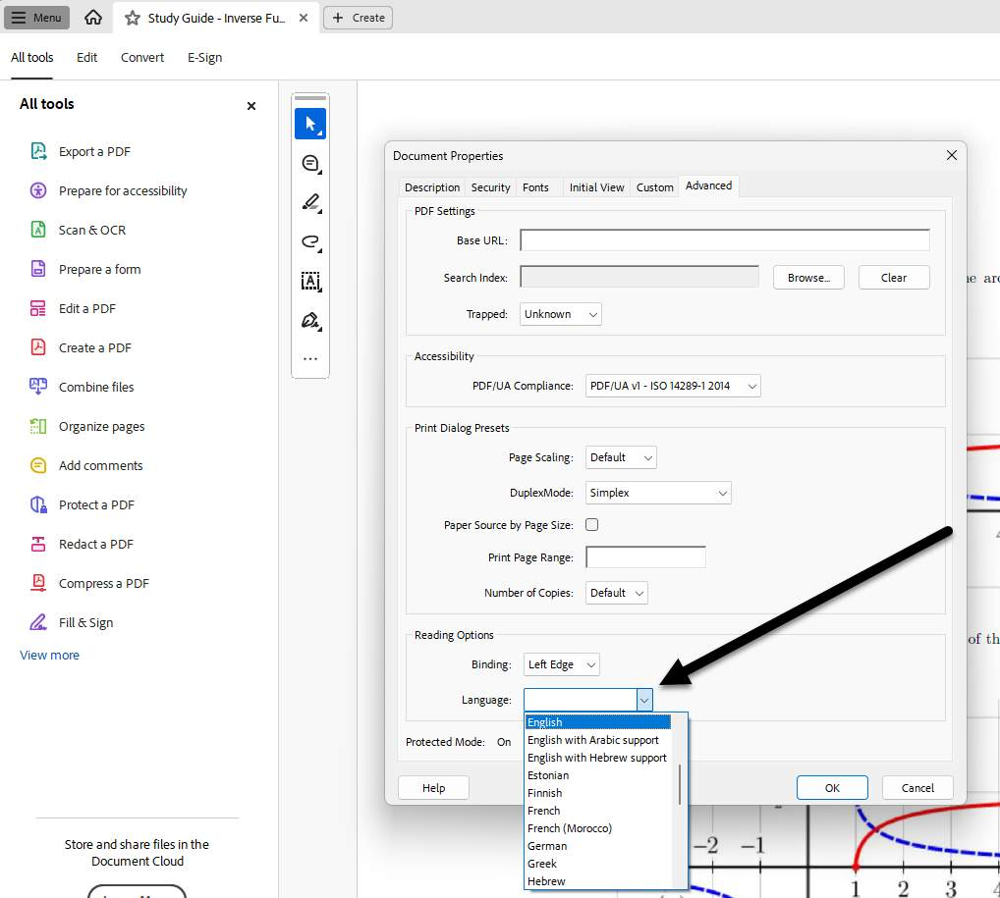 Menu
Study Guide - Inverse Fu...
Create
All tools
Edit
Convert
E-Sign
All tools
Export a PDF
Prepare for accessibility
Scan & OCR
Prepare a form
Edit a PDF
Create a PDF
Combine files
Organize pages
Add comments
Protect a PDF
Redact a PDF
Compress a PDF
Fill & Sign
View more
Store and share files in the
Document Cloud
Document Properties
Description
Security
Fonts
Initial View
Custom
Advanced
PDF Settings
Base URL:
Search Index:
Browse...
Clear
Trapped:
Unknown
Accessibility
PDF/UA Compliance:
PDF/UA v1 - ISO 14289-1 2014
Print Dialog Presets
Page Scaling:
Default
DuplexMode:
Simplex
Paper Source by Page Size:
Print Page Range:
Number of Copies:
Default
Reading Options
Binding:
Left Edge
Language:
English
English with Arabic support
English with Hebrew support
Estonian
Finnish
French
French (Morocco)
German
Greek
Hebrew
Protected Mode: On
Help
OK
Cancel
of th
−2 −1
1 2 3